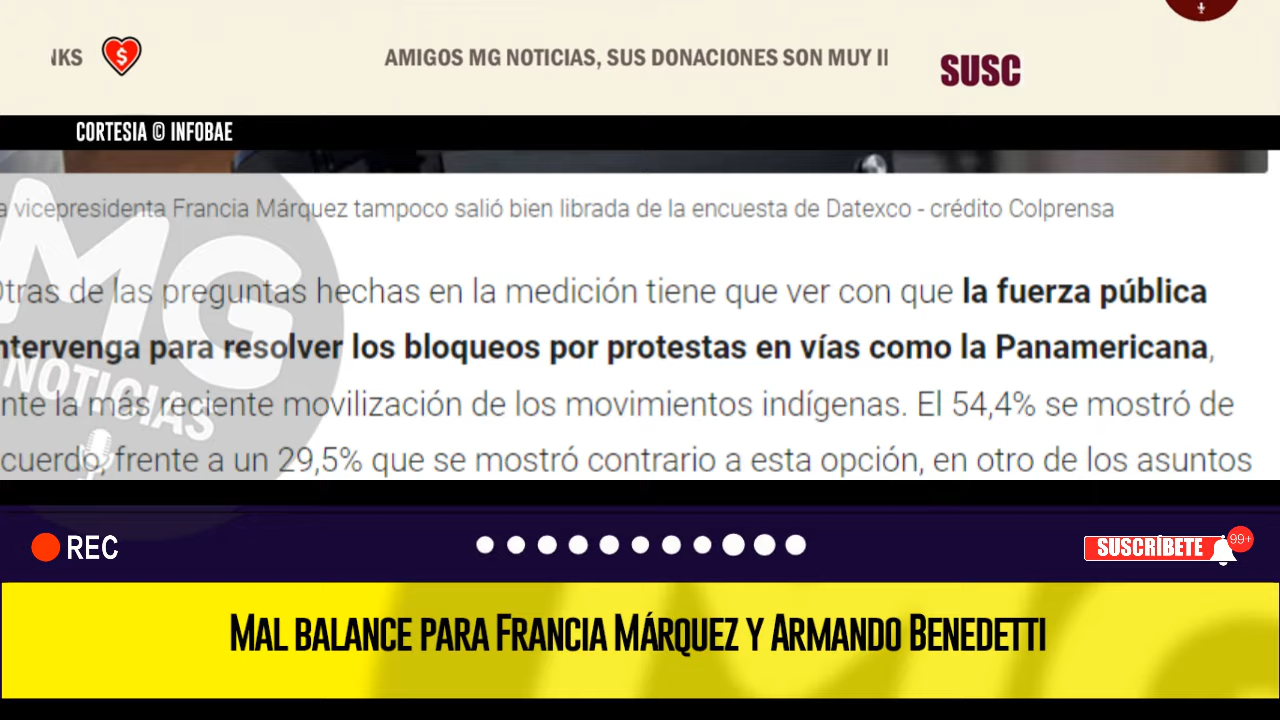 AMIGOS MG NOTICIAS, SUS DONACIONES SON MUY
SUSC
CORTESIA © INFOBAE
vicepresidenta Francia Márquez tampoco salió bien librada de la encuesta de Datexco - crédito Colprensa
tras de las preguntas hechas en la medición tiene que ver con que la fuerza pública
ntervenga para resolver los bloqueos por protestas en vías como la Panamericana,
nte la más reciente movilización de los movimientos indígenas. El 54,4% se mostró de
cuerdo, frente a un 29,5% que se mostró contrario a esta opción, en otro de los asuntos
MG
NOTICIAS
REC
SUSCRÍBETE 99+
MAL BALANCE PARA FRANCIA MÁRQUEZ Y ARMANDO BENEDETTI